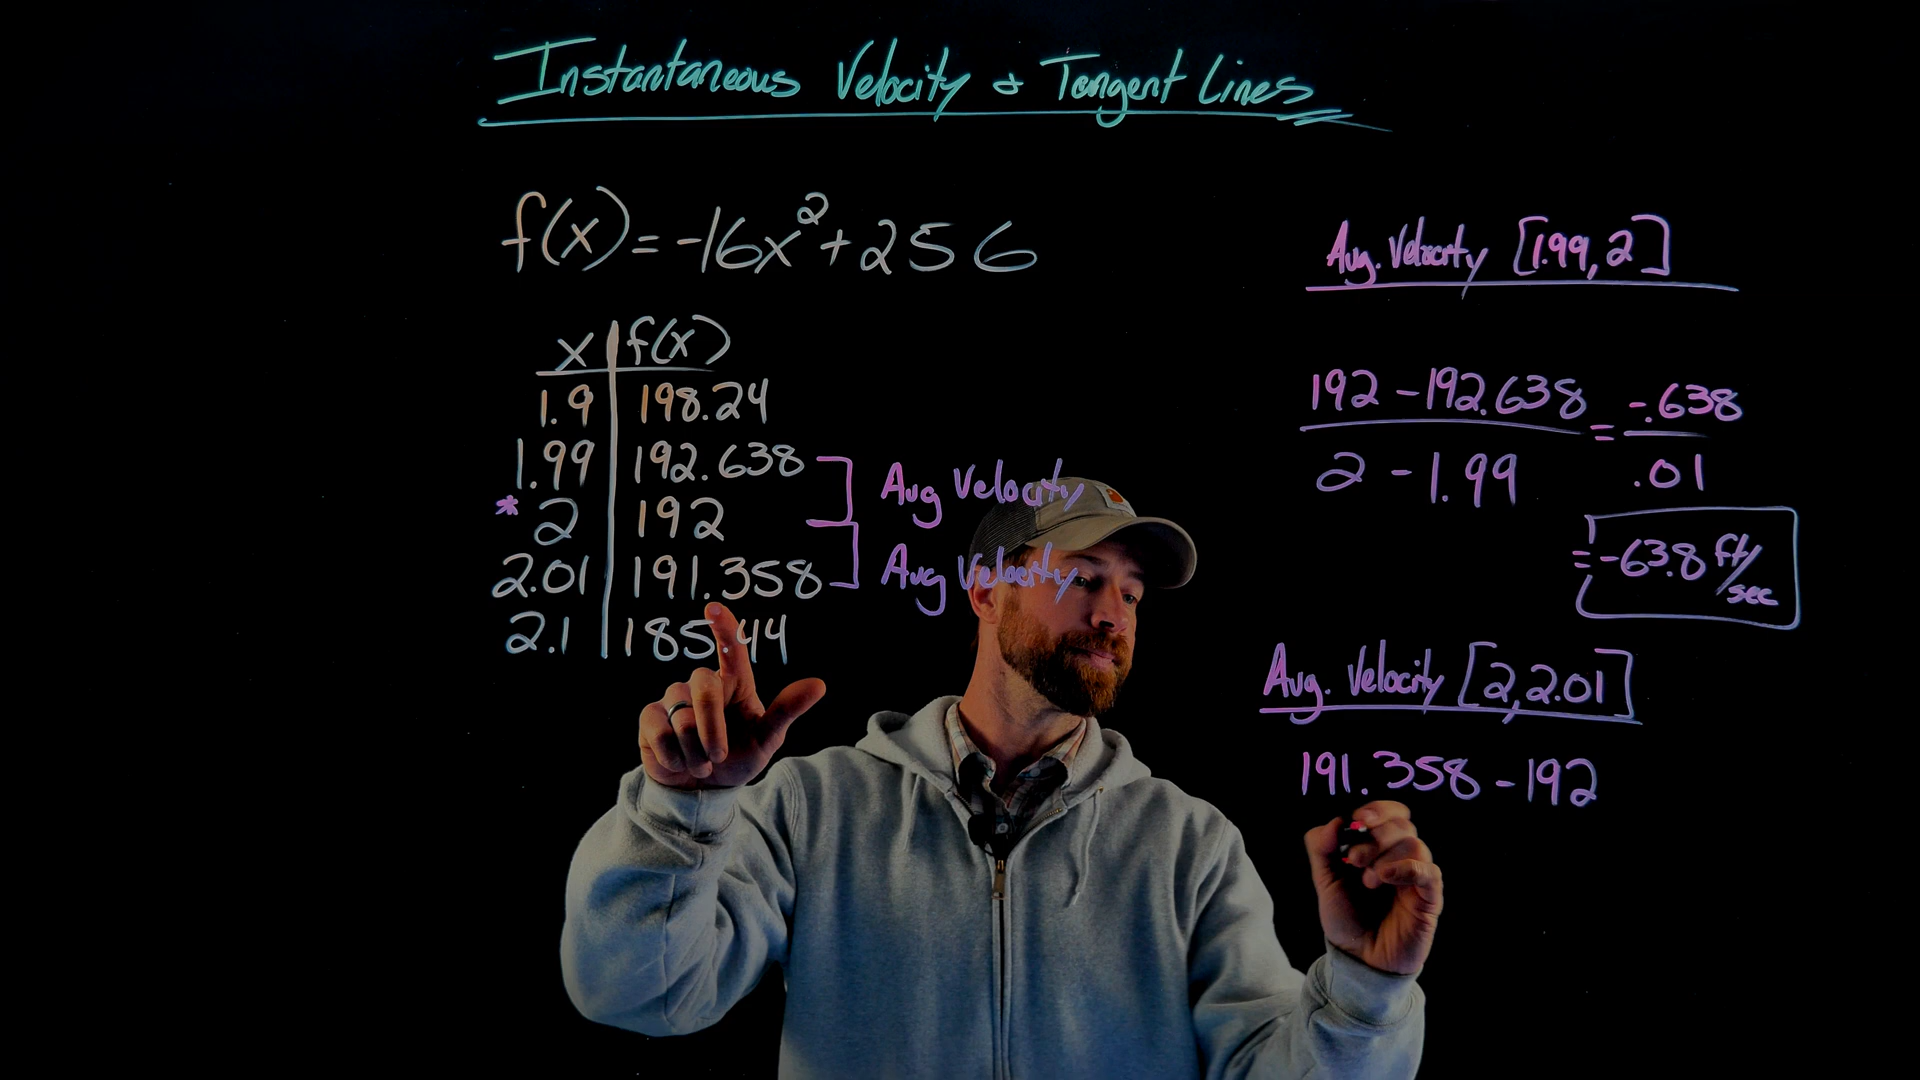 Instantaneous Velocity & Tangent Lines
f(x) = -16x² + 256
x | f(x)
1.9 | 198.24
1.99 | 192.638
* 2 | 192
2.01 | 191.358
2.1 | 185.44
Avg Velocity
Avg Velocity
Avg. Velocity [1.99, 2]
192 - 192.638
2 - 1.99
= -.638
.01
= -63.8 ft/sec
Avg. Velocity [2, 2.01]
191.358 - 192